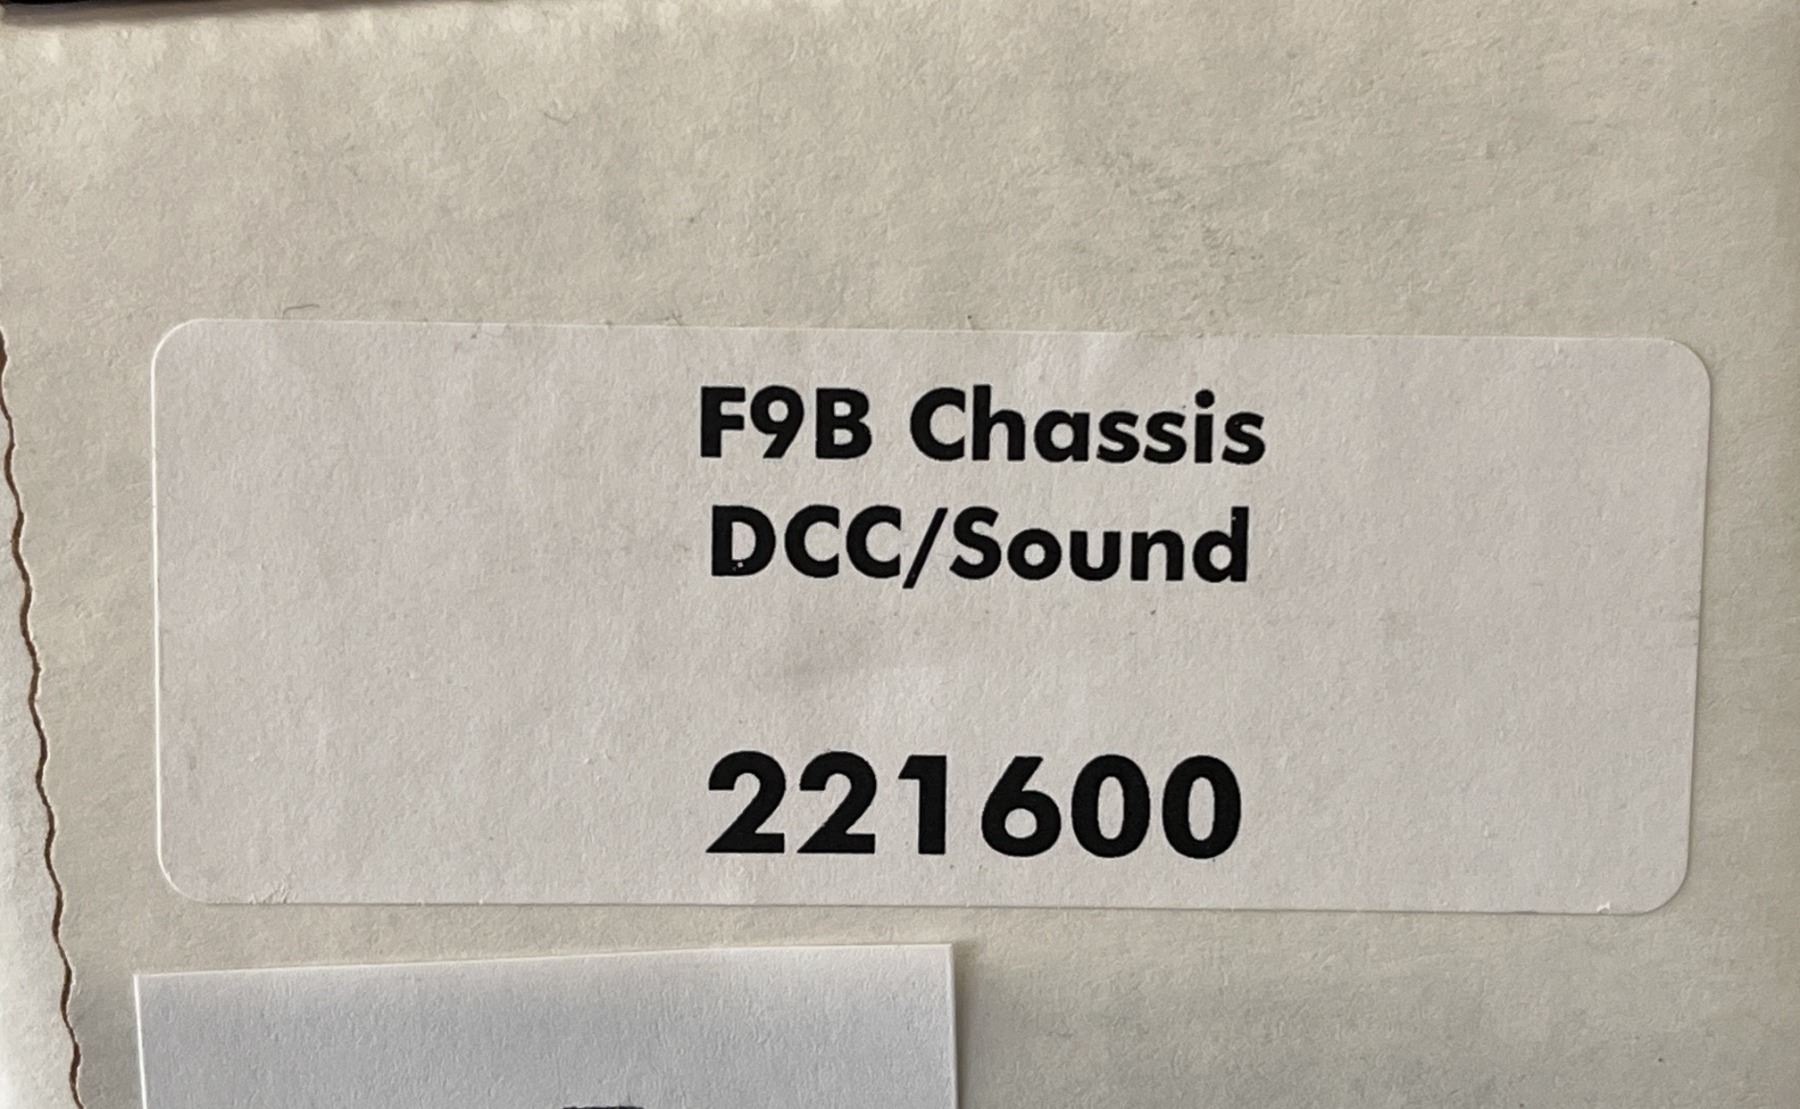 F9B Chassis
DCC/Sound
221600